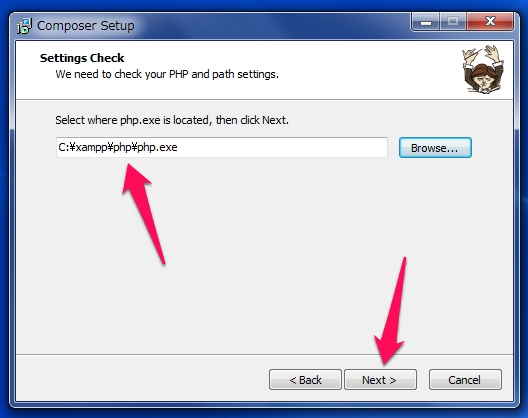 Composer Setup
Settings Check
We need to check your PHP and path settings.
Select where php.exe is located, then click Next.
C:¥xampp¥php¥php.exe
Browse...
< Back
Next >
Cancel